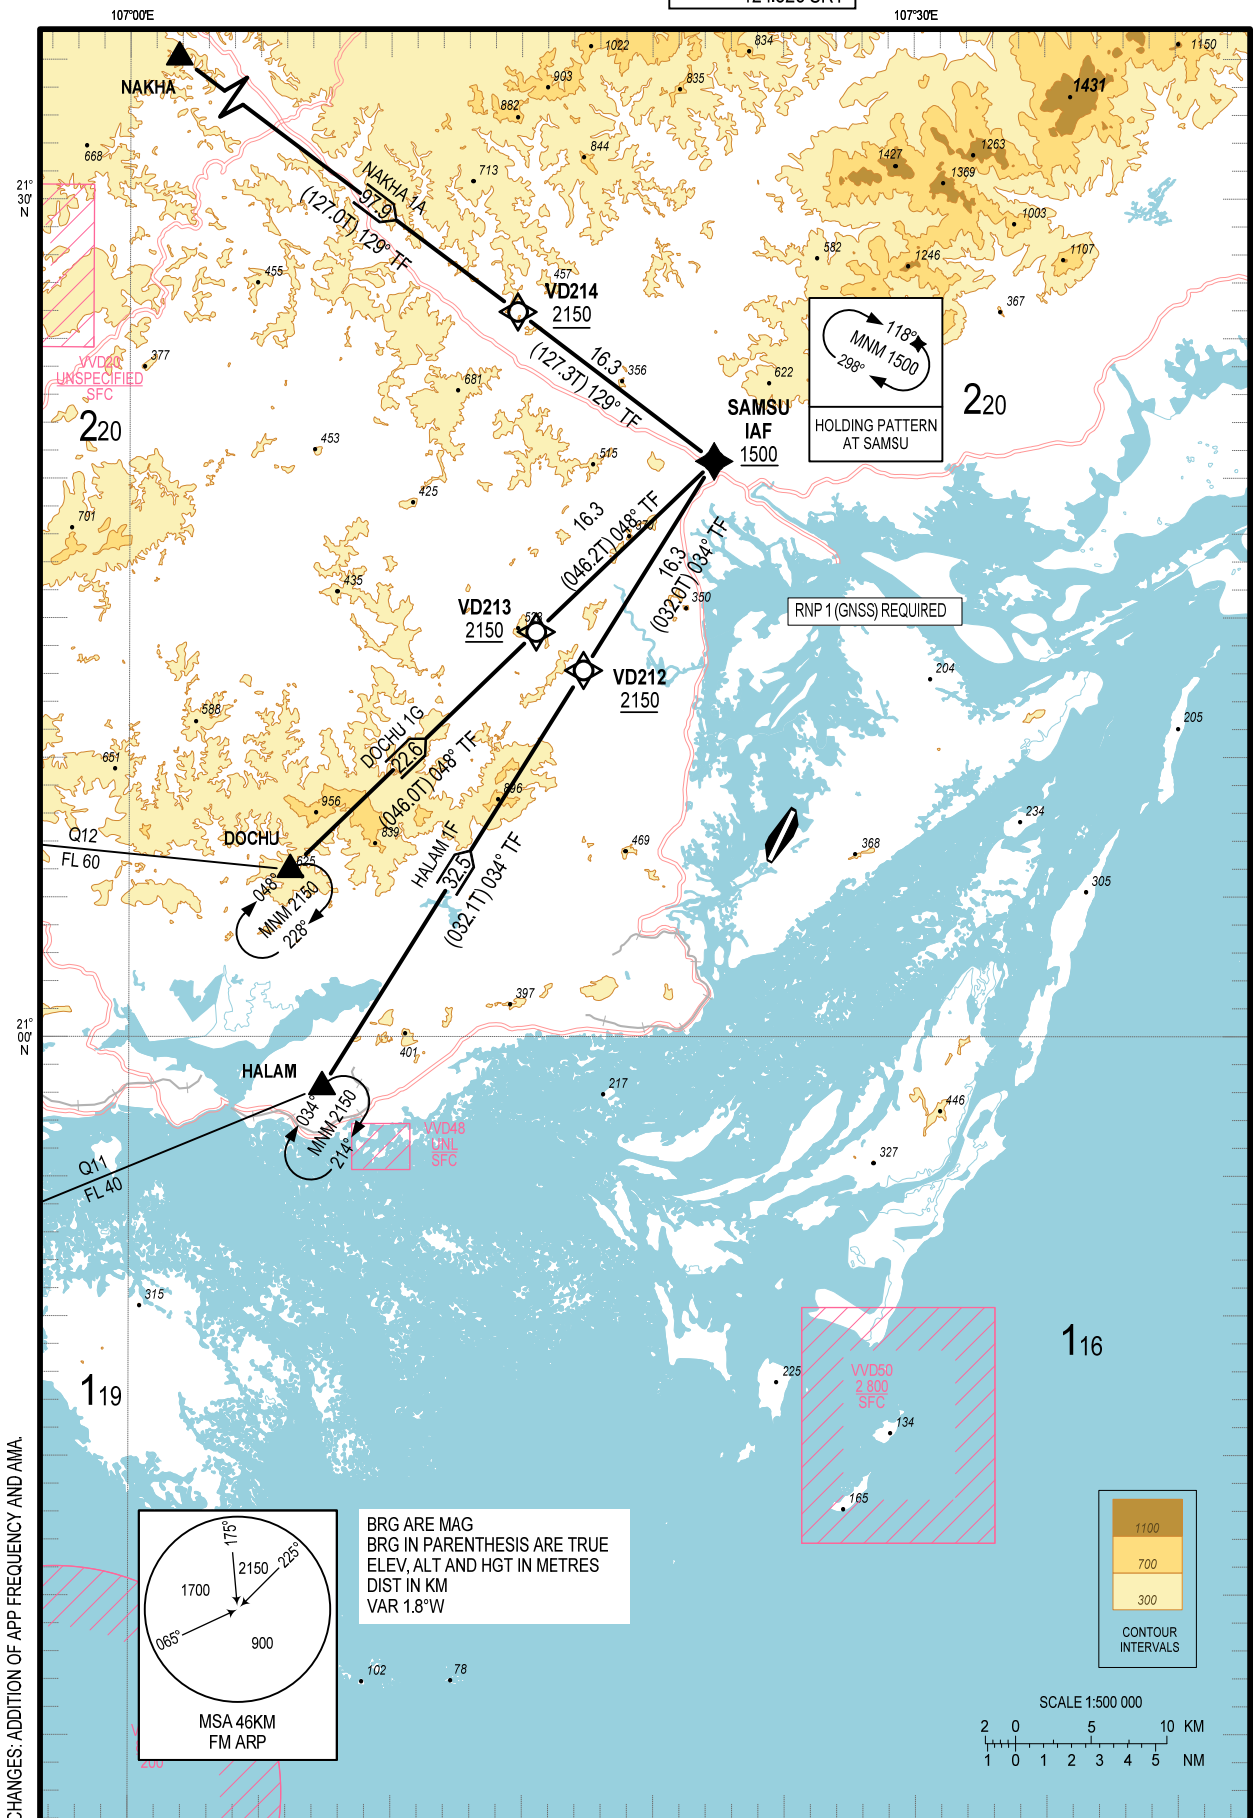 107°00'E
107°30'E
1022
834
1150
NAKHA
903
835
1431
882
668
844
1427
1263
1369
713
21°
30'
N
NAKHA 1A
97.9
(127.0T) 129° TF
1003
582
1246
1107
455
457
VD214
2150
367
118°
MNM 1500
298°
HOLDING PATTERN
AT SAMSU
377
VVD20
UNSPECIFIED
SFC
16.3
(127.3T) 129° TF
356
681
622
220
220
SAMSU
IAF
1500
453
515
425
701
16.3
(046.2T) 048° TF
16.3
(032.0T) 034° TF
435
350
RNP 1 (GNSS) REQUIRED
VD213
2150
VD212
2150
204
588
205
651
DOCHU 1G
22.6
(046.0T) 048° TF
896
956
839
234
Q12
FL 60
DOCHU
625
048°
MNM 2150
228°
HALAM 1F
32.5
(032.1T) 034° TF
469
368
305
397
21°
00'
N
401
HALAM
034°
MNM 2150
214°
217
446
VVD48
UNL
SFC
327
Q11
FL 40
315
116
119
225
VVD50
2 800
SFC
134
165
175°
2150
225°
1700
065°
900
MSA 46KM
FM ARP
BRG ARE MAG
BRG IN PARENTHESIS ARE TRUE
ELEV, ALT AND HGT IN METRES
DIST IN KM
VAR 1.8°W
1100
700
300
CONTOUR
INTERVALS
102
78
SCALE 1:500 000
2 0 5 10 KM
1 0 1 2 3 4 5 NM
CHANGES: ADDITION OF APP FREQUENCY AND AMA.